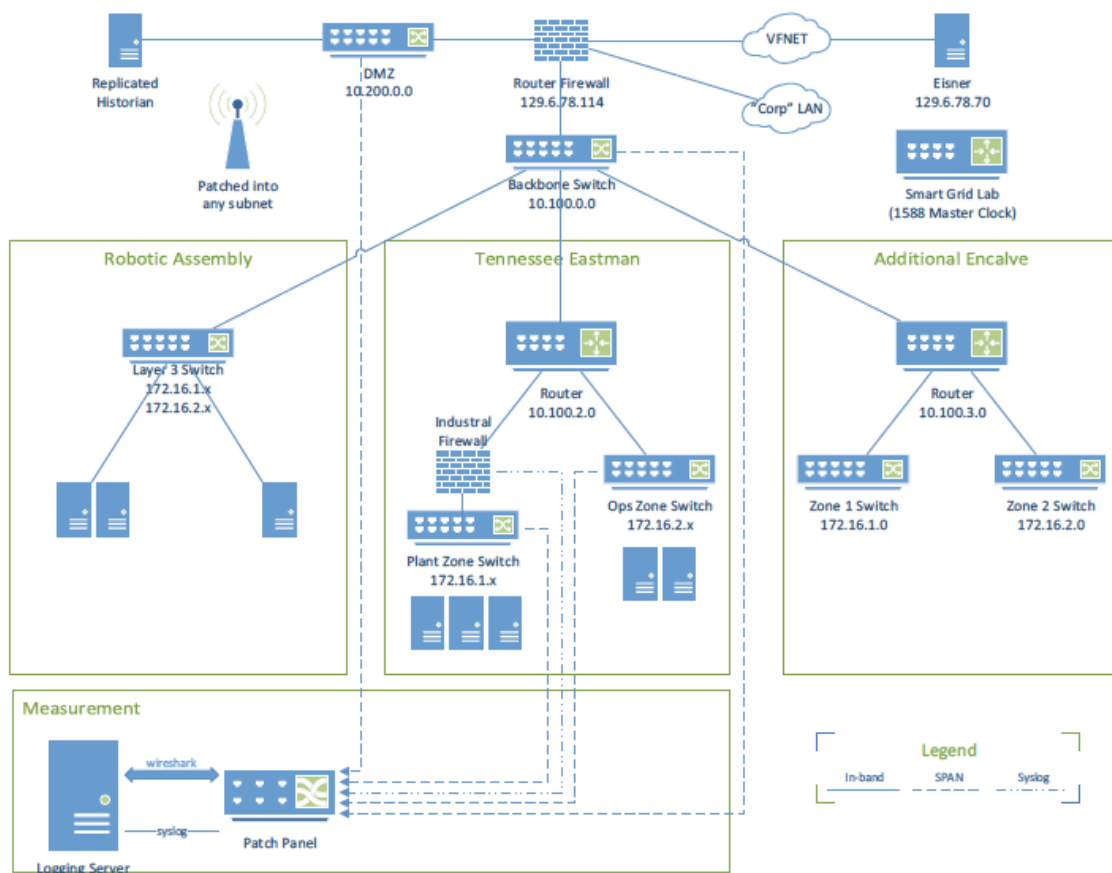 Replicated
Historian
DMZ
10.200.0.0
Router Firewall
129.6.78.114
VFNET
"Corp" LAN
Eisner
129.6.78.70
Patched into
any subnet
Backbone Switch
10.100.0.0
Smart Grid Lab
(1588 Master Clock)
Robotic Assembly
Layer 3 Switch
172.16.1.x
172.16.2.x
Tennessee Eastman
Router
10.100.2.0
Industral
Firewall
Ops Zone Switch
172.16.2.x
Plant Zone Switch
172.16.1.x
Additional Encalve
Router
10.100.3.0
Zone 1 Switch
172.16.1.0
Zone 2 Switch
172.16.2.0
Measurement
wireshark
syslog
Patch Panel
Logging Server
Legend
In-band
SPAN
Syslog